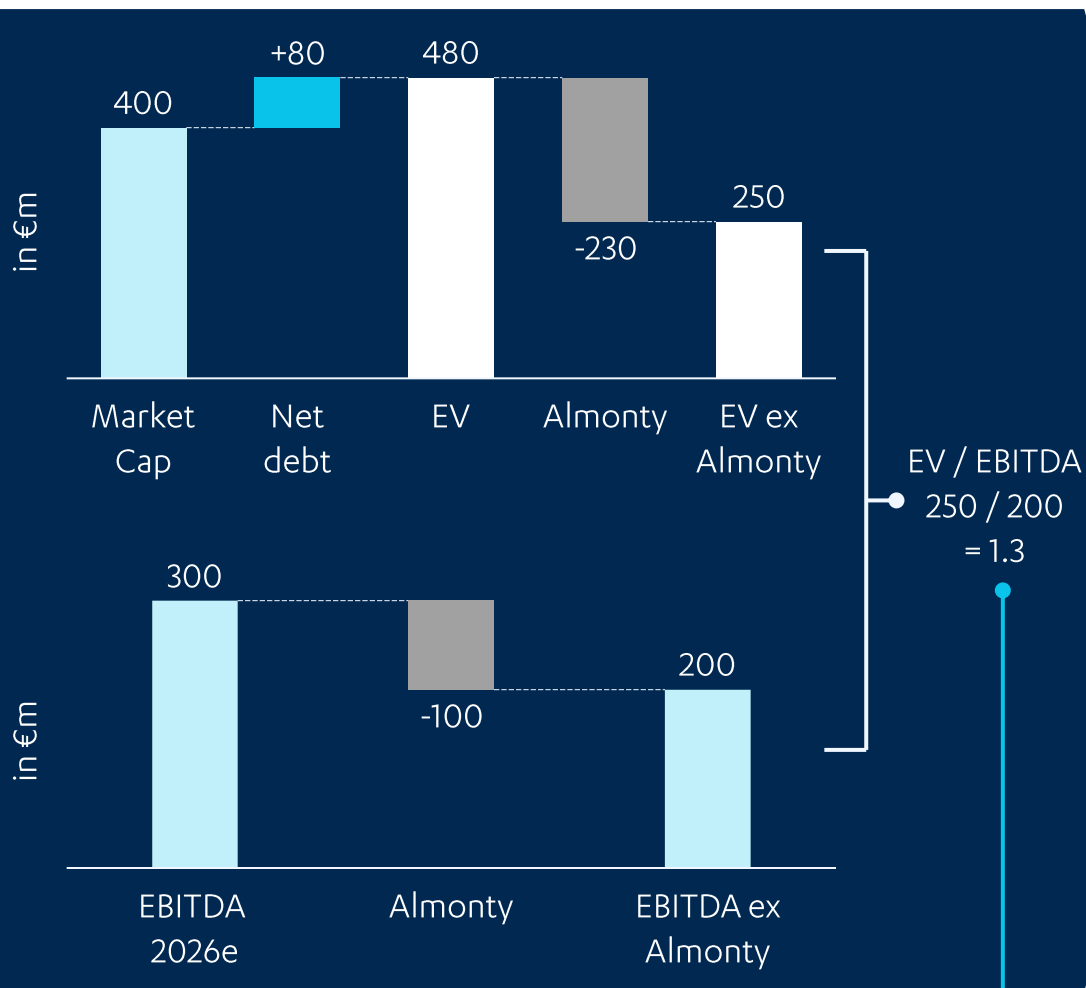 in €m
400
+80
480
-230
250
Market
Cap
Net
debt
EV
Almonty
EV ex
Almonty
EV / EBITDA
250 / 200
= 1.3
in €m
300
-100
200
EBITDA
2026e
Almonty
EBITDA ex
Almonty